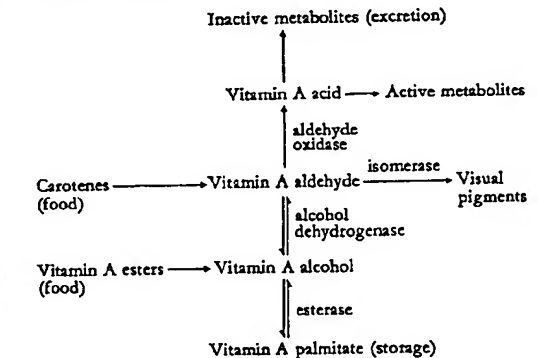 Inactive metabolites (excretion)
Vitamin A acid
Active metabolites
aldehyde
oxidase
Carotenes
(food)
Vitamin A aldehyde
isomerase
Visual
pigments
alcohol
dehydrogenase
Vitamin A esters
(food)
Vitamin A alcohol
esterase
Vitamin A palmitate (storage)